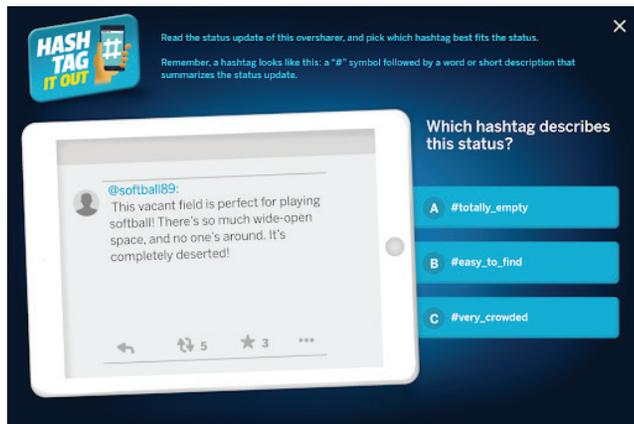 HASH
TAG
IT OUT
#
Read the status update of this oversharer, and pick which hashtag best fits the status.
Remember, a hashtag looks like this: a "#" symbol followed by a word or short description that
summarizes the status update.
@softball89:
This vacant field is perfect for playing
softball! There's so much wide-open
space, and no one's around. It's
completely deserted!
5
3
Which hashtag describes
this status?
A #totally_empty
B #easy_to_find
C #very_crowded